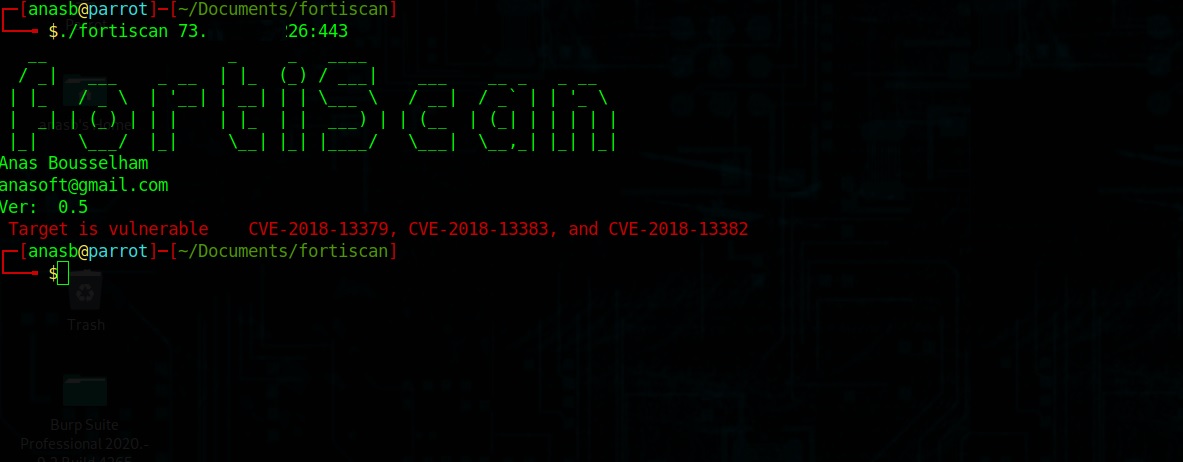 [anasb@parrot]─[~/Documents/fortiscan]
$./fortiscan 73. 26:443
fortiScan
Anas Bousselham
anasoft@gmail.com
Ver: 0.5
Target is vulnerable CVE-2018-13379, CVE-2018-13383, and CVE-2018-13382
[anasb@parrot]─[~/Documents/fortiscan]
$
Trash
Burp Suite
Professional 2020.-